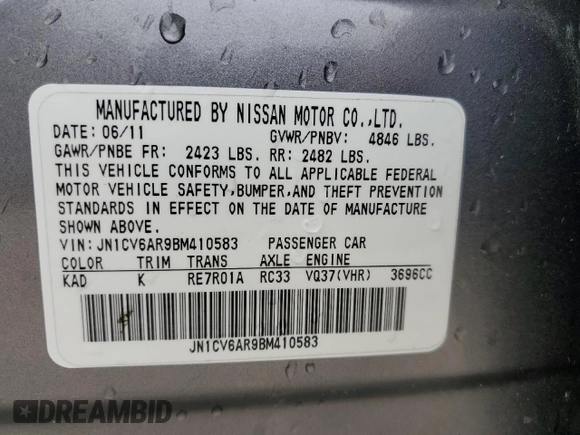 MANUFACTURED BY NISSAN MOTOR CO.,LTD.
DATE: 06/11 GVWR/PNBV: 4846 LBS.
GAWR/PNBE FR: 2423 LBS. RR: 2482 LBS.
THIS VEHICLE CONFORMS TO ALL APPLICABLE FEDERAL
MOTOR VEHICLE SAFETY,BUMPER,AND THEFT PREVENTION
STANDARDS IN EFFECT ON THE DATE OF MANUFACTURE
SHOWN ABOVE.
VIN: JN1CV6AR9BM410583 PASSENGER CAR
COLOR TRIM TRANS AXLE ENGINE
KAD K RE7R01A RC33 VQ37(VHR) 3696CC
JN1CV6AR9BM410583
DREAMBID